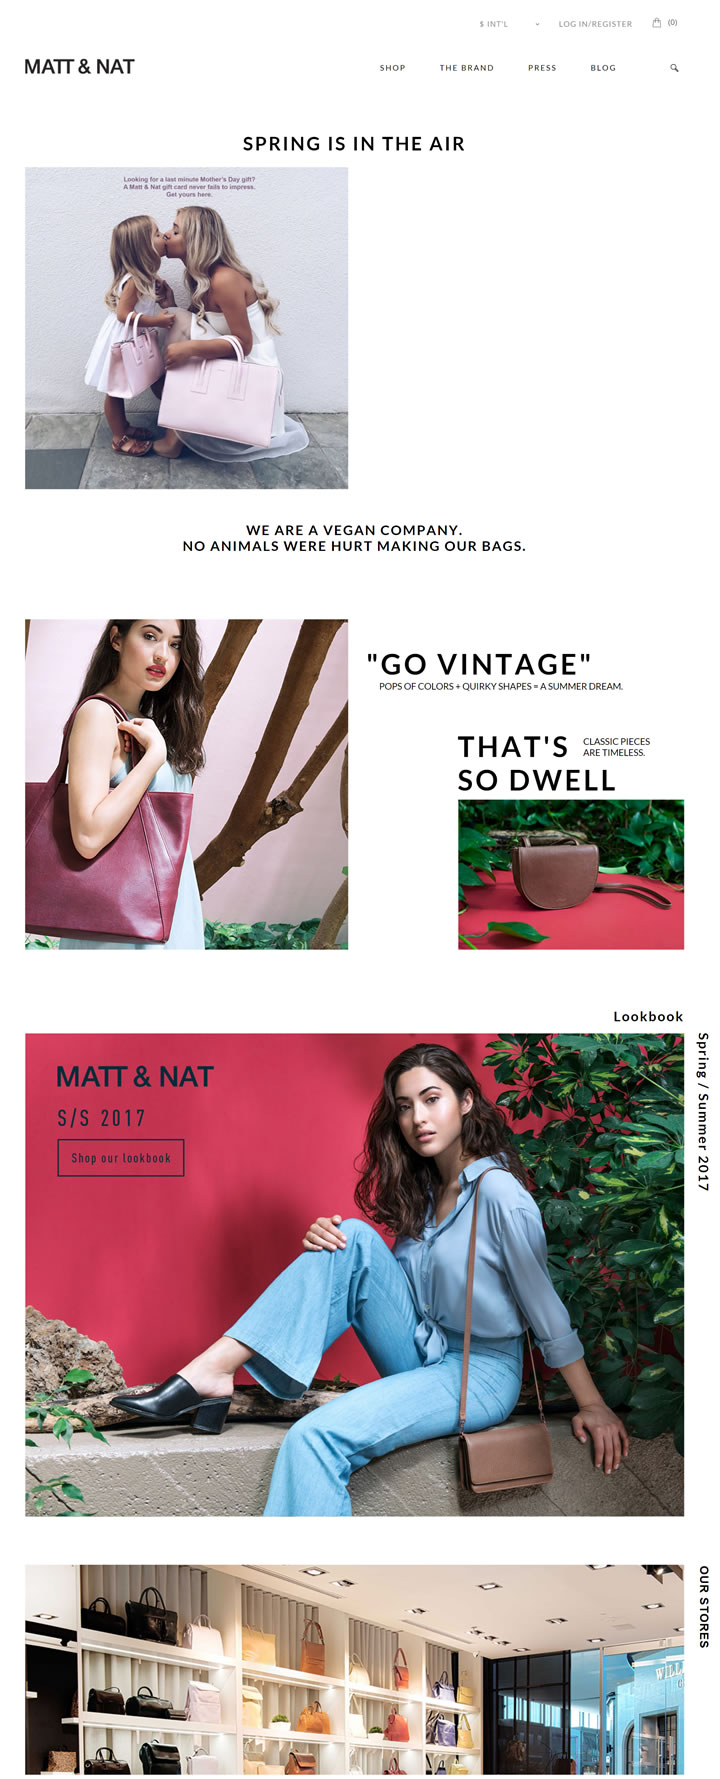 $ INT'L
LOG IN/REGISTER
(0)
MATT & NAT
SHOP
THE BRAND
PRESS
BLOG
SPRING IS IN THE AIR
Looking for a last minute Mother's Day gift?
A Matt & Nat gift card never fails to impress.
Get yours here.
WE ARE A VEGAN COMPANY.
NO ANIMALS WERE HURT MAKING OUR BAGS.
"GO VINTAGE"
POPS OF COLORS + QUIRKY SHAPES = A SUMMER DREAM.
THAT'S
SO DWELL
CLASSIC PIECES
ARE TIMELESS.
Lookbook
Spring / Summer 2017
MATT & NAT
S/S 2017
Shop our lookbook
OUR STORES